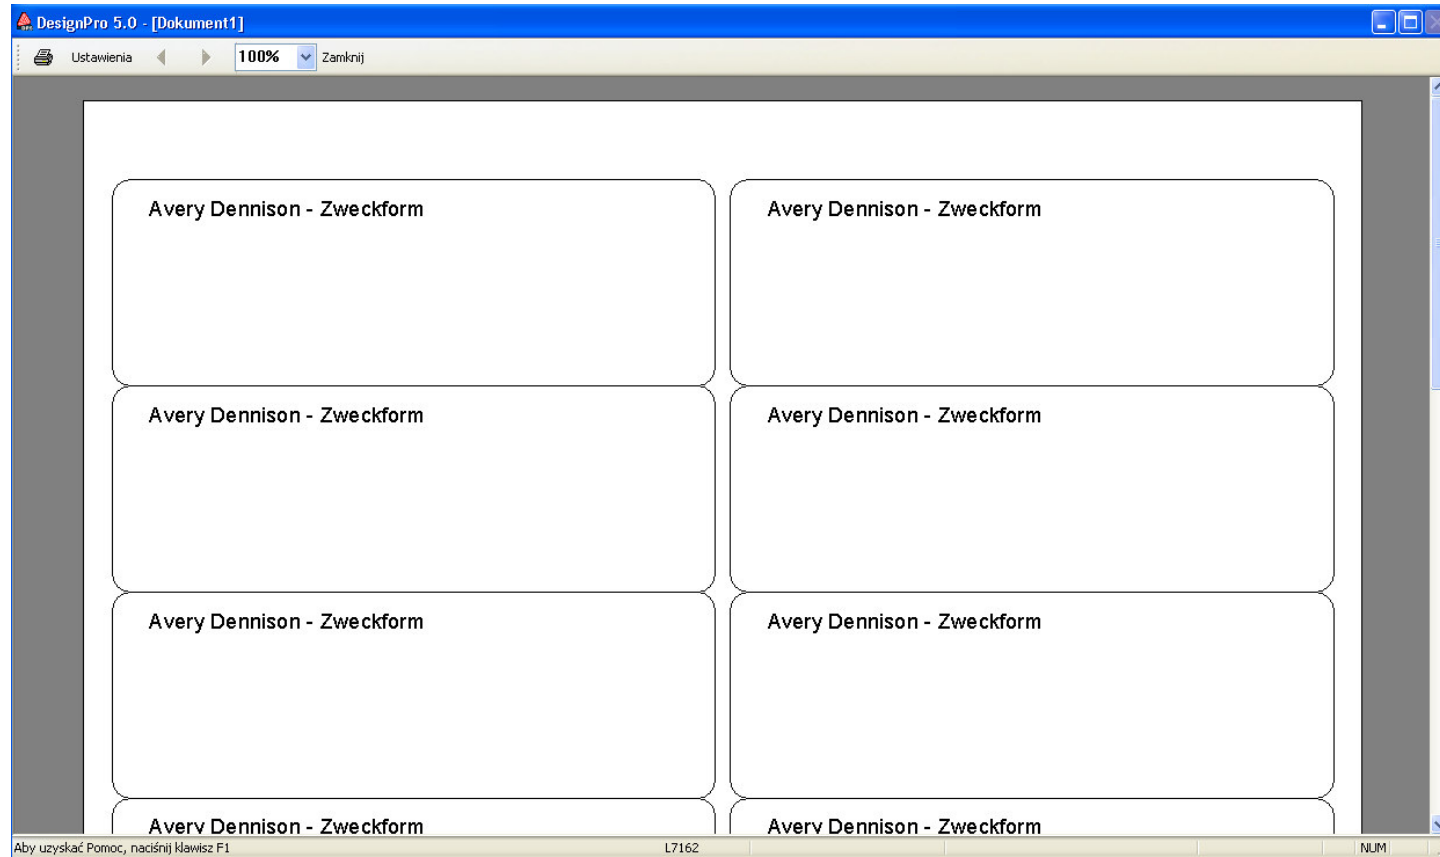 DesignPro 5.0 - [Dokument1]
Ustawienia 100% Zamknij
Avery Dennison - Zweckform Avery Dennison - Zweckform
Avery Dennison - Zweckform Avery Dennison - Zweckform
Avery Dennison - Zweckform Avery Dennison - Zweckform
Avery Dennison - Zweckform Avery Dennison - Zweckform
Aby uzyskać Pomoc, naciśnij klawisz F1 L7162 NUM